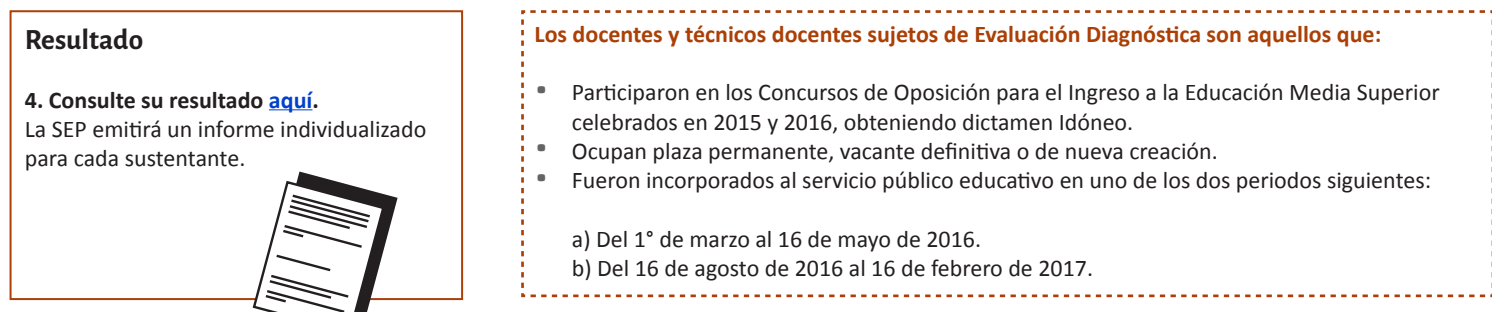 Resultado
4. Consulte su resultado aquí.
La SEP emitirá un informe individualizado
para cada sustentante.
Los docentes y técnicos docentes sujetos de Evaluación Diagnóstica son aquellos que:
▪ Participaron en los Concursos de Oposición para el Ingreso a la Educación Media Superior
celebrados en 2015 y 2016, obteniendo dictamen Idóneo.
▪ Ocupan plaza permanente, vacante definitiva o de nueva creación.
▪ Fueron incorporados al servicio público educativo en uno de los dos periodos siguientes:
a) Del 1° de marzo al 16 de mayo de 2016.
b) Del 16 de agosto de 2016 al 16 de febrero de 2017.